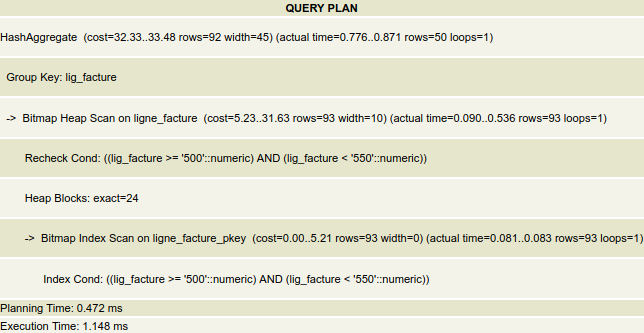 QUERY PLAN
HashAggregate (cost=32.33..33.48 rows=92 width=45) (actual time=0.776..0.871 rows=50 loops=1)
Group Key: lig_facture
-> Bitmap Heap Scan on ligne_facture (cost=5.23..31.63 rows=93 width=10) (actual time=0.090..0.536 rows=93 loops=1)
Recheck Cond: ((lig_facture >= '500'::numeric) AND (lig_facture < '550'::numeric))
Heap Blocks: exact=24
-> Bitmap Index Scan on ligne_facture_pkey (cost=0.00..5.21 rows=93 width=0) (actual time=0.081..0.083 rows=93 loops=1)
Index Cond: ((lig_facture >= '500'::numeric) AND (lig_facture < '550'::numeric))
Planning Time: 0.472 ms
Execution Time: 1.148 ms